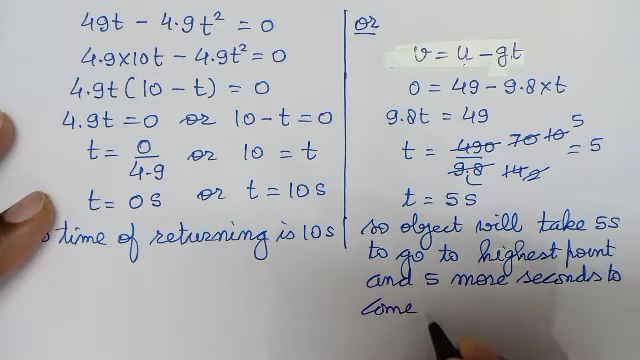 49t - 4.9t² = 0
4.9×10t - 4.9t² = 0
4.9t (10 - t) = 0
4.9t = 0 or 10 - t = 0
t = 0/4.9 or 10 = t
t = 0s or t = 10s
time of returning is 10s
or
v = u - gt
0 = 49 - 9.8×t
9.8t = 49
t = 490/98 70 10 5 = 5
t = 5s
so object will take 5s
to go to highest point
and 5 more seconds to
come